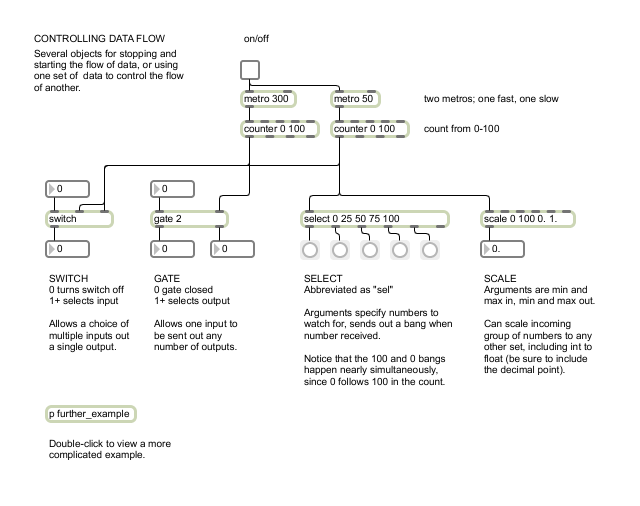 CONTROLLING DATA FLOW
Several objects for stopping and
starting the flow of data, or using
one set of data to control the flow
of another.
on/off
metro 300
metro 50
two metros; one fast, one slow
counter 0 100
counter 0 100
count from 0-100
0
0
switch
gate 2
select 0 25 50 75 100
scale 0 100 0. 1.
0
0
0
0.
SWITCH
0 turns switch off
1+ selects input
Allows a choice of
multiple inputs out
a single output.
GATE
0 gate closed
1+ selects output
Allows one input to
be sent out any
number of outputs.
SELECT
Abbreviated as "sel"
Arguments specify numbers to
watch for, sends out a bang when
number received.
Notice that the 100 and 0 bangs
happen nearly simultaneously,
since 0 follows 100 in the count.
SCALE
Arguments are min and
max in, min and max out.
Can scale incoming
group of numbers to any
other set, including int to
float (be sure to include
the decimal point).
p further_example
Double-click to view a more
complicated example.